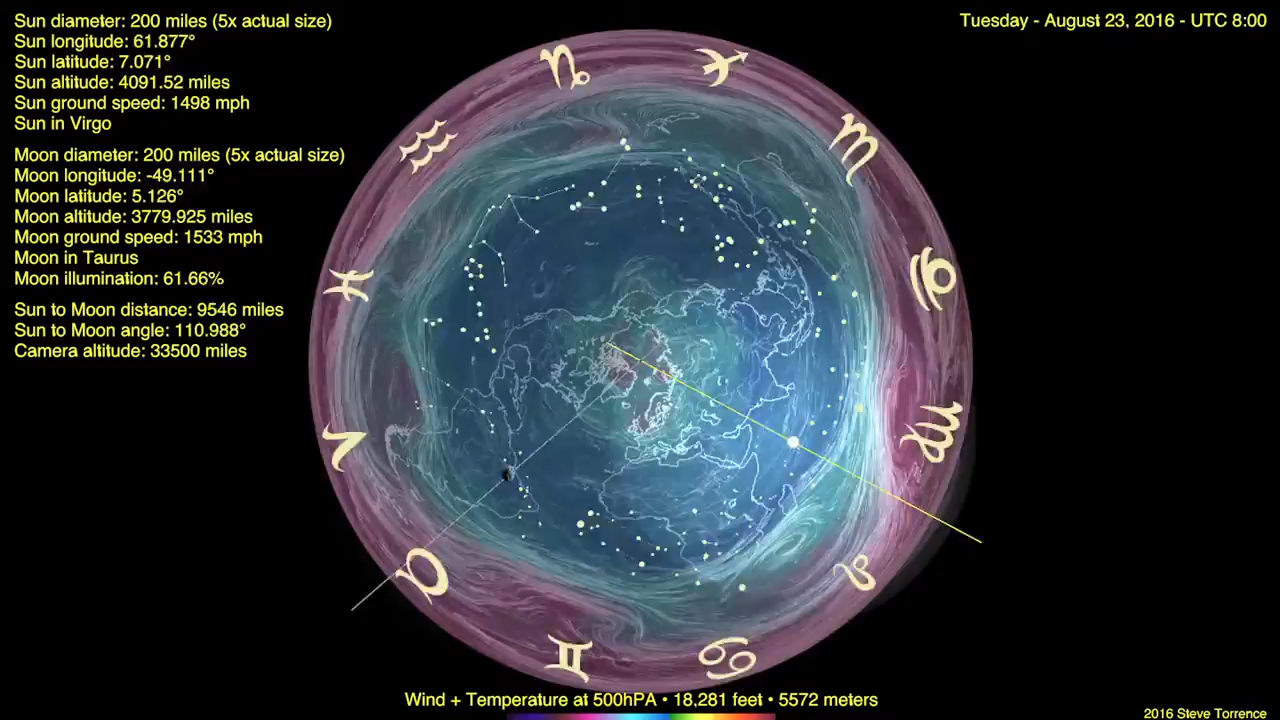 Sun diameter: 200 miles (5x actual size)
Sun longitude: 61.877°
Sun latitude: 7.071°
Sun altitude: 4091.52 miles
Sun ground speed: 1498 mph
Sun in Virgo
Moon diameter: 200 miles (5x actual size)
Moon longitude: -49.111°
Moon latitude: 5.126°
Moon altitude: 3779.925 miles
Moon ground speed: 1533 mph
Moon in Taurus
Moon illumination: 61.66%
Sun to Moon distance: 9546 miles
Sun to Moon angle: 110.988°
Camera altitude: 33500 miles
Tuesday - August 23, 2016 - UTC 8:00
Wind + Temperature at 500hPA • 18,281 feet • 5572 meters
2016 Steve Torrence